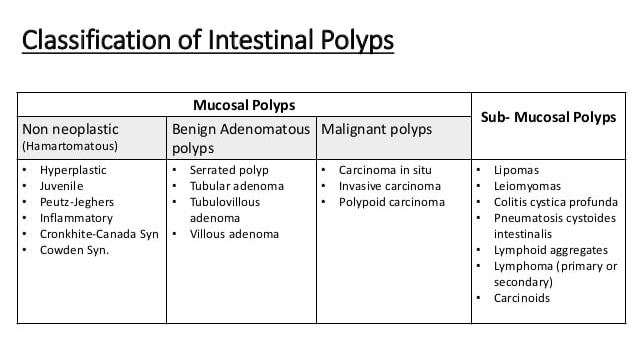 Classification of Intestinal Polyps
Mucosal Polyps
Sub- Mucosal Polyps
Non neoplastic
(Hamartomatous)
Benign Adenomatous
polyps
Malignant polyps
• Hyperplastic
• Juvenile
• Peutz-Jeghers
• Inflammatory
• Cronkhite-Canada Syn
• Cowden Syn.
• Serrated polyp
• Tubular adenoma
• Tubulovillous
adenoma
• Villous adenoma
• Carcinoma in situ
• Invasive carcinoma
• Polypoid carcinoma
• Lipomas
• Leiomyomas
• Colitis cystica profunda
• Pneumatosis cystoides
intestinalis
• Lymphoid aggregates
• Lymphoma (primary or
secondary)
• Carcinoids